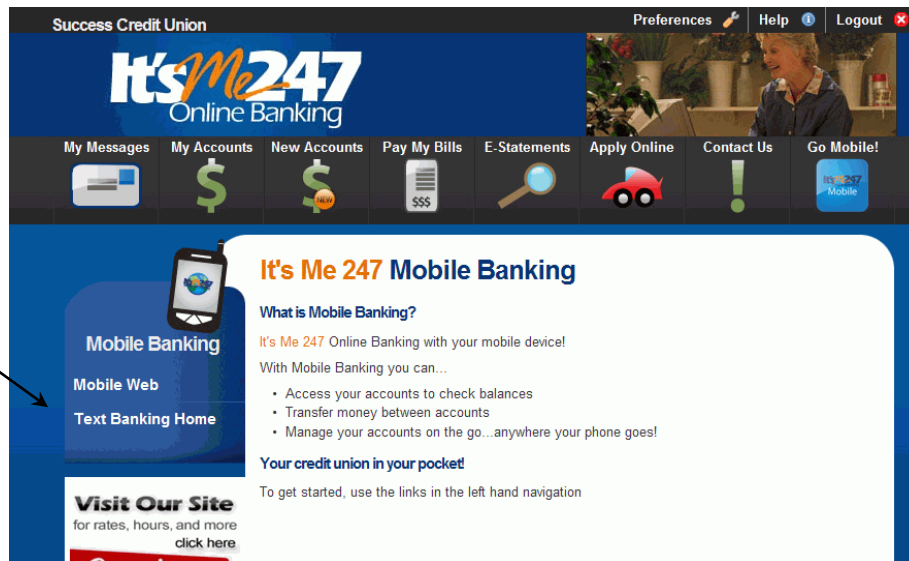 Success Credit Union
Preferences Help Logout
It's Me 247
Online Banking
My Messages My Accounts New Accounts Pay My Bills E-Statements Apply Online Contact Us Go Mobile!
NEW
$$$
It's Me 247
Mobile
It's Me 247 Mobile Banking
What is Mobile Banking?
It's Me 247 Online Banking with your mobile device!
With Mobile Banking you can...
• Access your accounts to check balances
• Transfer money between accounts
• Manage your accounts on the go...anywhere your phone goes!
Your credit union in your pocket!
To get started, use the links in the left hand navigation
Mobile Banking
Mobile Web
Text Banking Home
Visit Our Site
for rates, hours, and more
click here